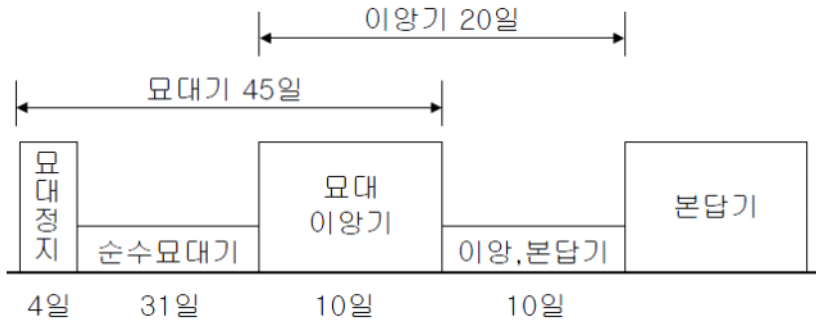 이앙기 20일
묘대기 45일
묘
대
정
지
순수묘대기
묘대
이앙기
이앙,본답기
본답기
4일
31일
10일
10일